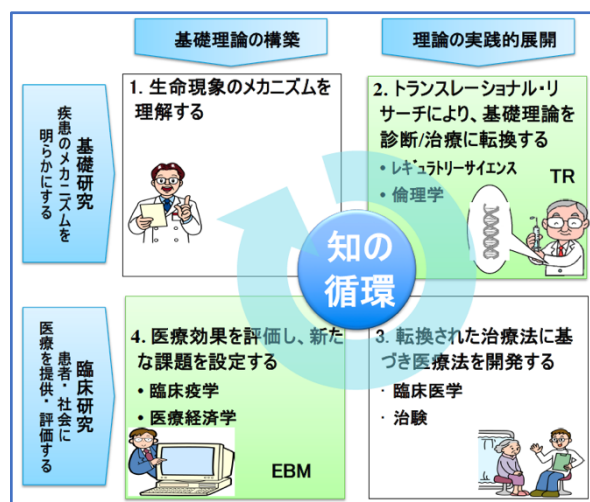 基礎理論の構築
理論の実践的展開
基礎研究
疾患のメカニズムを
明らかにする
1. 生命現象のメカニズムを
理解する
2. トランスレーショナル・リ
サーチにより、基礎理論を
診断/治療に転換する
• レギュラトリーサイエンス
• 倫理学
TR
知の
循環
臨床研究
患者・社会に
医療を提供・評価する
4. 医療効果を評価し、新た
な課題を設定する
• 臨床疫学
• 医療経済学
EBM
3. 転換された治療法に基
づき医療法を開発する
· 臨床医学
· 治験